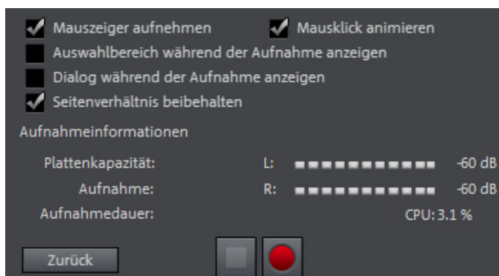 Mauszeiger aufnehmen Mausklick animieren
Auswahlbereich während der Aufnahme anzeigen
Dialog während der Aufnahme anzeigen
Seitenverhältnis beibehalten
Aufnahmeinformationen
Plattenkapazität: L: -60 dB
Aufnahme: R: -60 dB
Aufnahmedauer: CPU: 3.1 %
Zurück